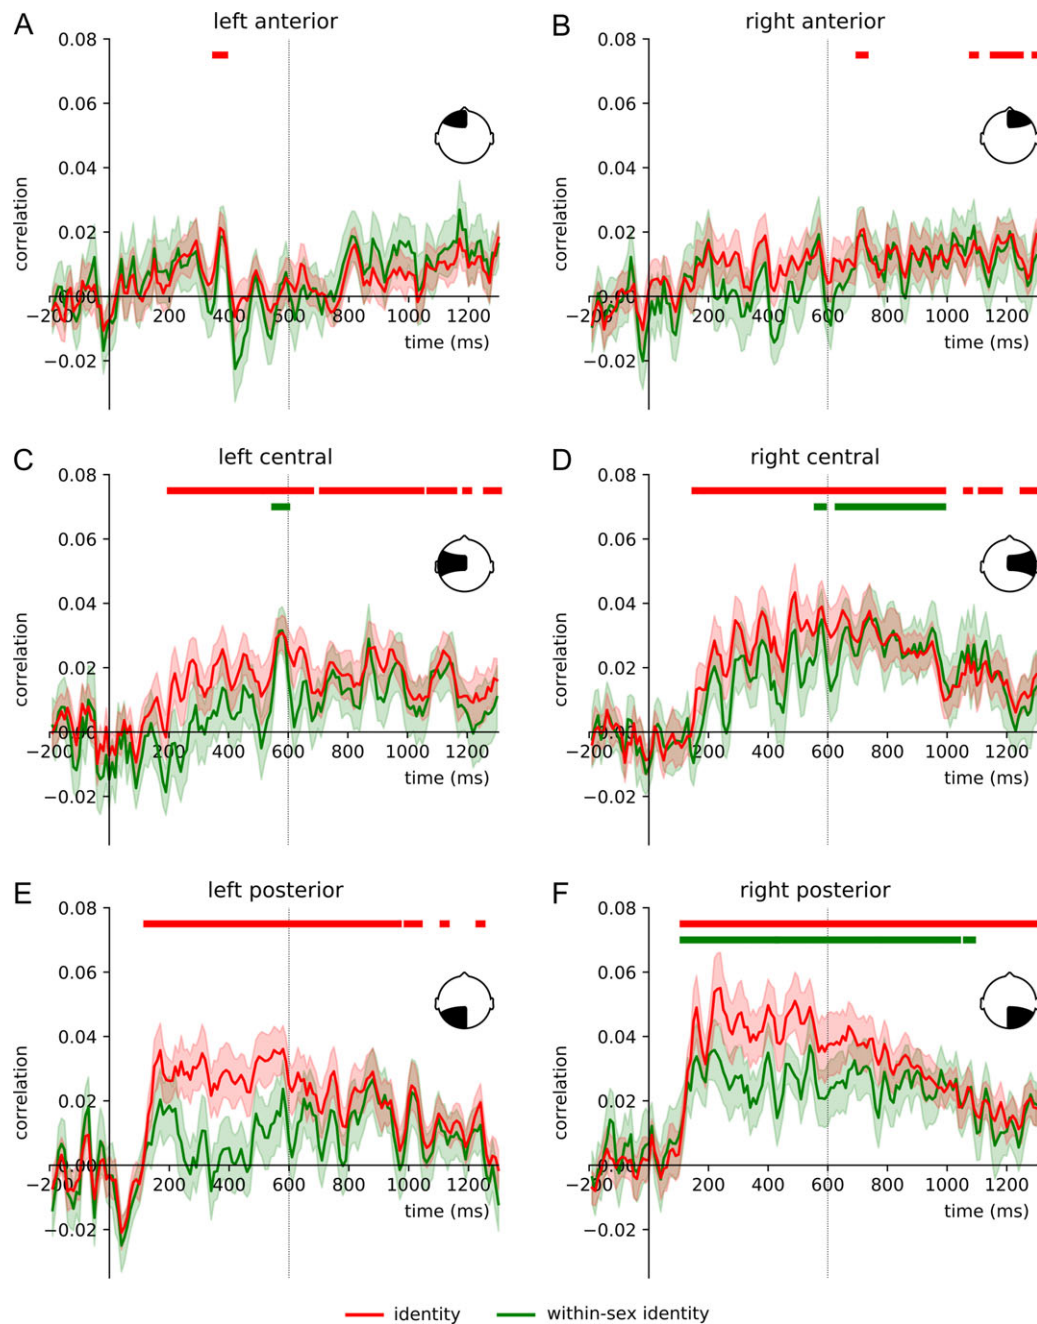 A left anterior
B right anterior
0.08
0.06
0.04
0.02
0.00
−0.02
correlation
−200 200 400 600 800 1000 1200
time (ms)
0.08
0.06
0.04
0.02
0.00
−0.02
correlation
−200 200 400 600 800 1000 1200
time (ms)
C left central
D right central
0.08
0.06
0.04
0.02
0.00
−0.02
correlation
−200 200 400 600 800 1000 1200
time (ms)
0.08
0.06
0.04
0.02
0.00
−0.02
correlation
−200 200 400 600 800 1000 1200
time (ms)
E left posterior
F right posterior
0.08
0.06
0.04
0.02
0.00
−0.02
correlation
−200 200 400 600 800 1000 1200
time (ms)
0.08
0.06
0.04
0.02
0.00
−0.02
correlation
−200 200 400 600 800 1000 1200
time (ms)
identity within-sex identity